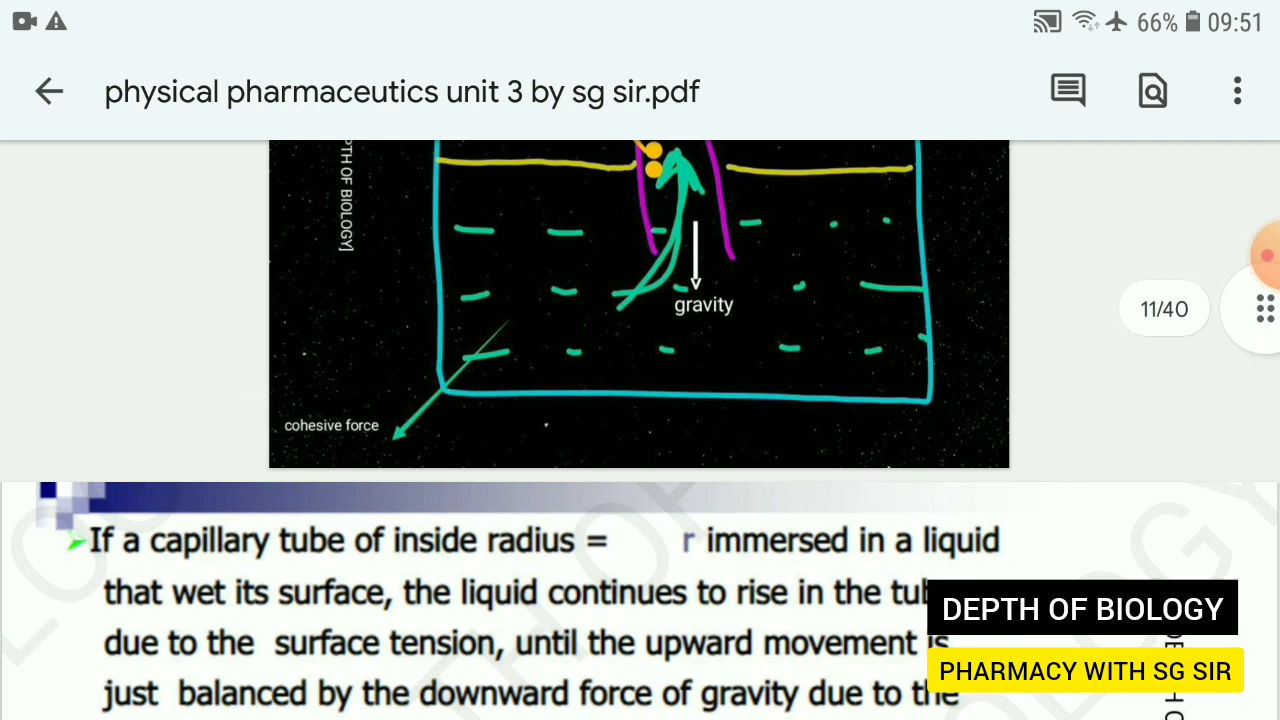 66% 09:51
physical pharmaceutics unit 3 by sg sir.pdf
PTH OF BIOLOGY]
gravity
11/40
cohesive force
If a capillary tube of inside radius = r immersed in a liquid
that wet its surface, the liquid continues to rise in the tub
due to the surface tension, until the upward movement is
just balanced by the downward force of gravity due to the
DEPTH OF BIOLOGY
PHARMACY WITH SG SIR